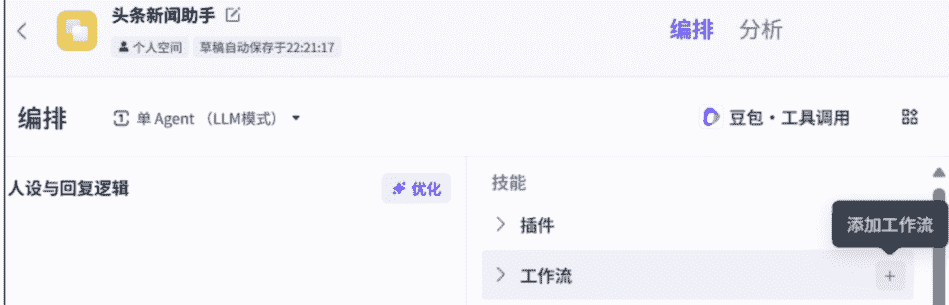 头条新闻助手
个人空间 草稿自动保存于22:21:17
编排 分析
编排 单 Agent （LLM模式） 豆包・工具调用
人设与回复逻辑 优化
技能
插件
添加工作流
工作流 +